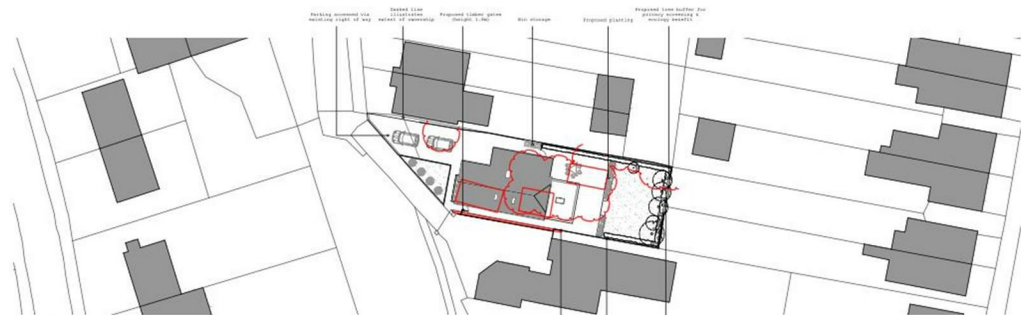 Parking accessed via
existing right of way
Dashed line
illustrates
extent of ownership
Proposed timber gates
(height 1.8m)
Bin storage
Proposed planting
Proposed tree buffer for
privacy screening &
ecology benefit